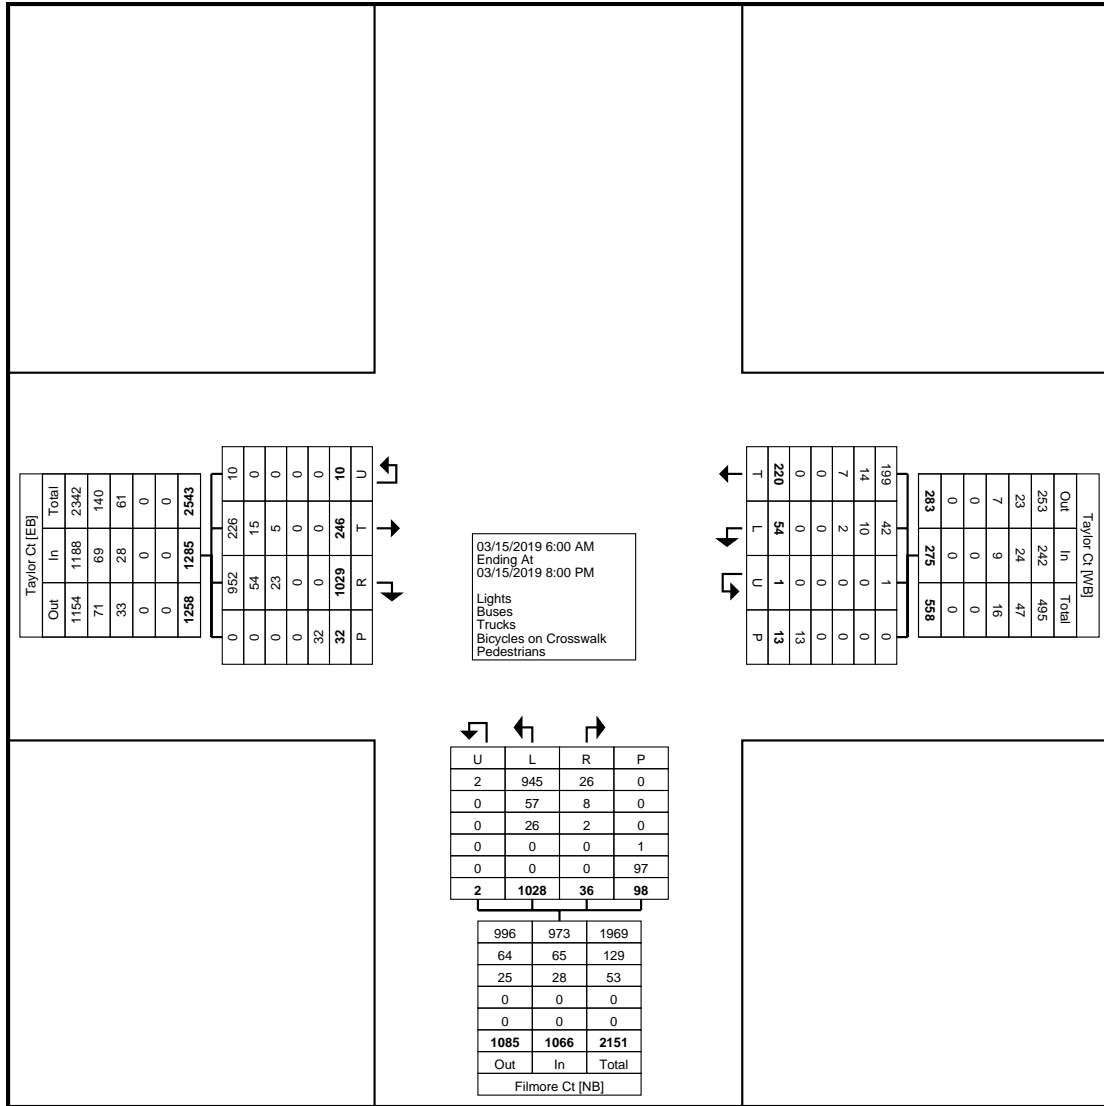 Taylor Ct [EB]
Out In Total
1154 1188 2342
71 69 140
33 28 61
0 0 0
0 0 0
1258 1285 2543
0 952 226 10
0 54 15 0
0 23 5 0
0 0 0 0
32 0 0 0
32 1029 246 10
P R T U
03/15/2019 6:00 AM
Ending At
03/15/2019 8:00 PM
Lights
Buses
Trucks
Bicycles on Crosswalk
Pedestrians
Taylor Ct [WB]
Out In Total
253 242 495
23 24 47
7 9 16
0 0 0
0 0 0
283 275 558
199 42 1 0
14 10 0 0
7 2 0 0
0 0 0 0
0 0 0 13
220 54 1 13
T L U P
U L R P
2 945 26 0
0 57 8 0
0 26 2 0
0 0 0 1
0 0 0 97
2 1028 36 98
996 973 1969
64 65 129
25 28 53
0 0 0
0 0 0
1085 1066 2151
Out In Total
Filmore Ct [NB]